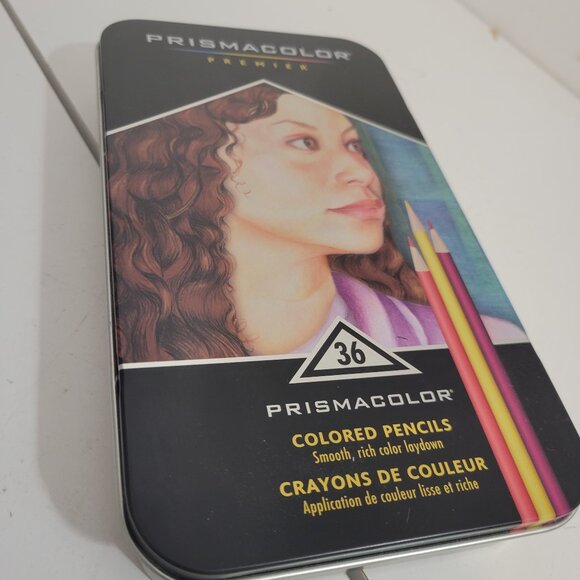 PRISMACOLOR
PREMIER
36
PRISMACOLOR®
COLORED PENCILS
Smooth, rich color laydown
CRAYONS DE COULEUR
Application de couleur lisse et riche